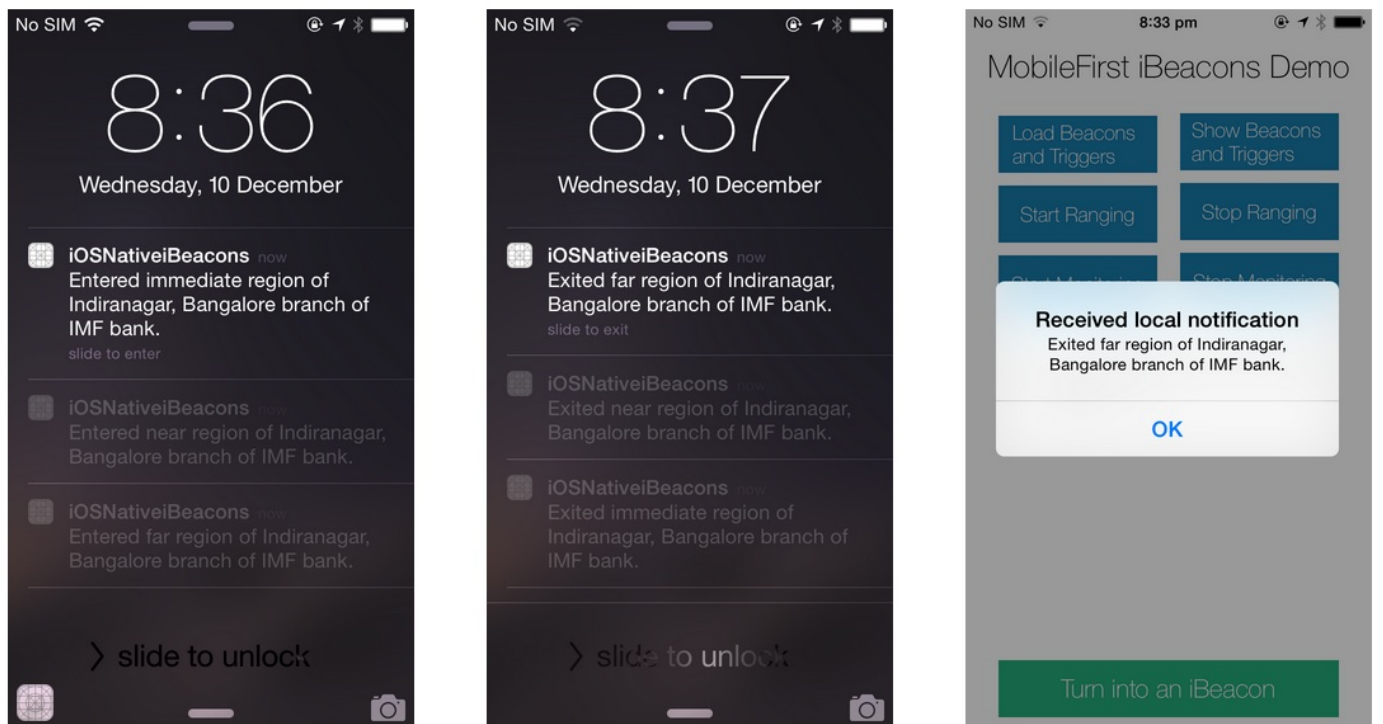 No SIM
8:36
Wednesday, 10 December
iOSNativeiBeacons now
Entered immediate region of
Indiranagar, Bangalore branch of
IMF bank.
slide to enter
iOSNativeiBeacons now
Entered near region of Indiranagar,
Bangalore branch of IMF bank.
iOSNativeiBeacons now
Entered far region of Indiranagar,
Bangalore branch of IMF bank.
slide to unlock
No SIM
8:37
Wednesday, 10 December
iOSNativeiBeacons now
Exited far region of Indiranagar,
Bangalore branch of IMF bank.
slide to exit
iOSNativeiBeacons now
Exited near region of Indiranagar,
Bangalore branch of IMF bank.
iOSNativeiBeacons now
Exited immediate region of
Indiranagar, Bangalore branch of
IMF bank.
slide to unlock
No SIM 8:33 pm
MobileFirst iBeacons Demo
Load Beacons
and Triggers
Show Beacons
and Triggers
Start Ranging
Stop Ranging
Start Monitoring
Stop Monitoring
Received local notification
Exited far region of Indiranagar,
Bangalore branch of IMF bank.
OK
Turn into an iBeacon